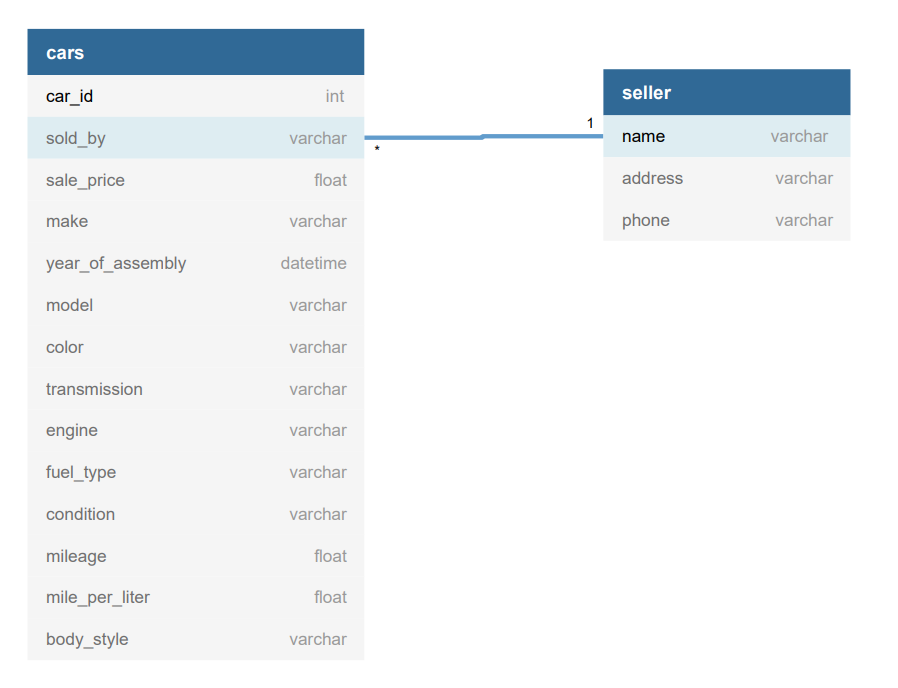 cars
car_id int
sold_by varchar
sale_price float
make varchar
year_of_assembly datetime
model varchar
color varchar
transmission varchar
engine varchar
fuel_type varchar
condition varchar
mileage float
mile_per_liter float
body_style varchar
*
1
seller
name varchar
address varchar
phone varchar